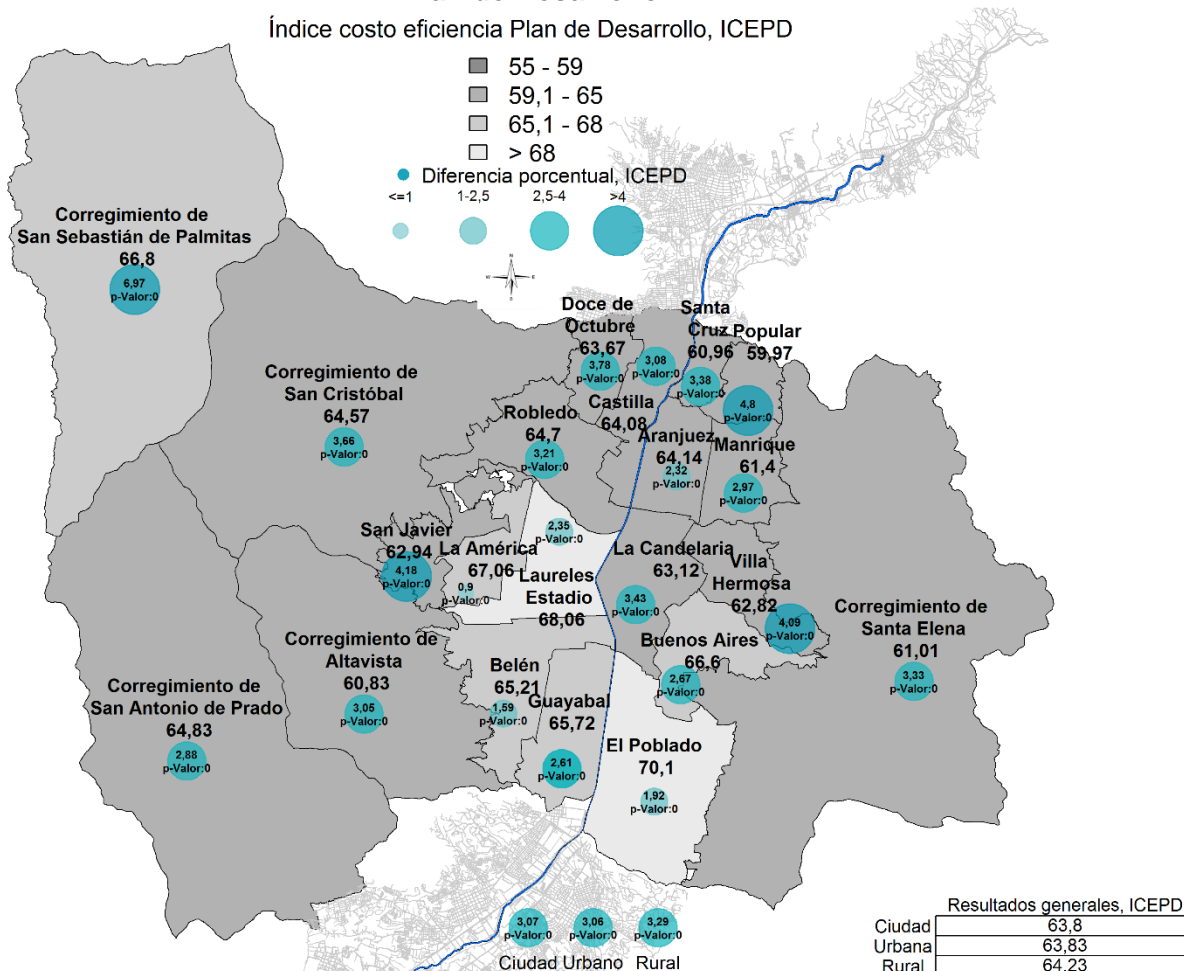 Índice costo eficiencia Plan de Desarrollo, ICEPD
55 - 59
59,1 - 65
65,1 - 68
> 68
Diferencia porcentual, ICEPD
<=1 1-2,5 2,5-4 >4
Corregimiento de
San Sebastián de Palmitas
66,8
6,97
p-Valor:0
Doce de
Octubre
63,67
3,78
p-Valor:0
3,08
p-Valor:0
Castilla
64,08
Santa
Cruz
60,96
3,38
p-Valor:0
Popular
59,97
4,8
p-Valor:0
Corregimiento de
San Cristóbal
64,57
3,66
p-Valor:0
Robledo
64,7
3,21
p-Valor:0
Aranjuez
64,14
2,32
p-Valor:0
Manrique
61,4
2,97
p-Valor:0
San Javier
62,94
4,18
p-Valor:0
La América
67,06
0,9
p-Valor:0
2,35
p-Valor:0
Laureles
Estadio
68,06
La Candelaria
63,12
3,43
p-Valor:0
Villa
Hermosa
62,82
4,09
p-Valor:0
Corregimiento de
Santa Elena
61,01
3,33
p-Valor:0
Buenos Aires
66,6
2,67
p-Valor:0
Corregimiento de
Altavista
60,83
3,05
p-Valor:0
Belén
65,21
1,59
p-Valor:0
Guayabal
65,72
2,61
p-Valor:0
Corregimiento de
San Antonio de Prado
64,83
2,88
p-Valor:0
El Poblado
70,1
1,92
p-Valor:0
3,07
p-Valor:0
3,06
p-Valor:0
3,29
p-Valor:0
Ciudad Urbano Rural
Resultados generales, ICEPD
Ciudad 63,8
Urbana 63,83
Rural 64,23